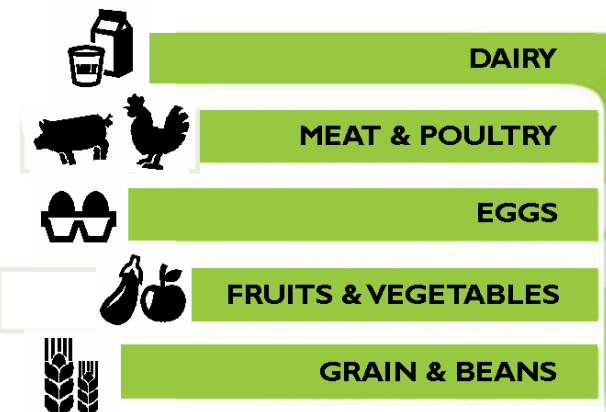 DAIRY
MEAT & POULTRY
EGGS
FRUITS & VEGETABLES
GRAIN & BEANS